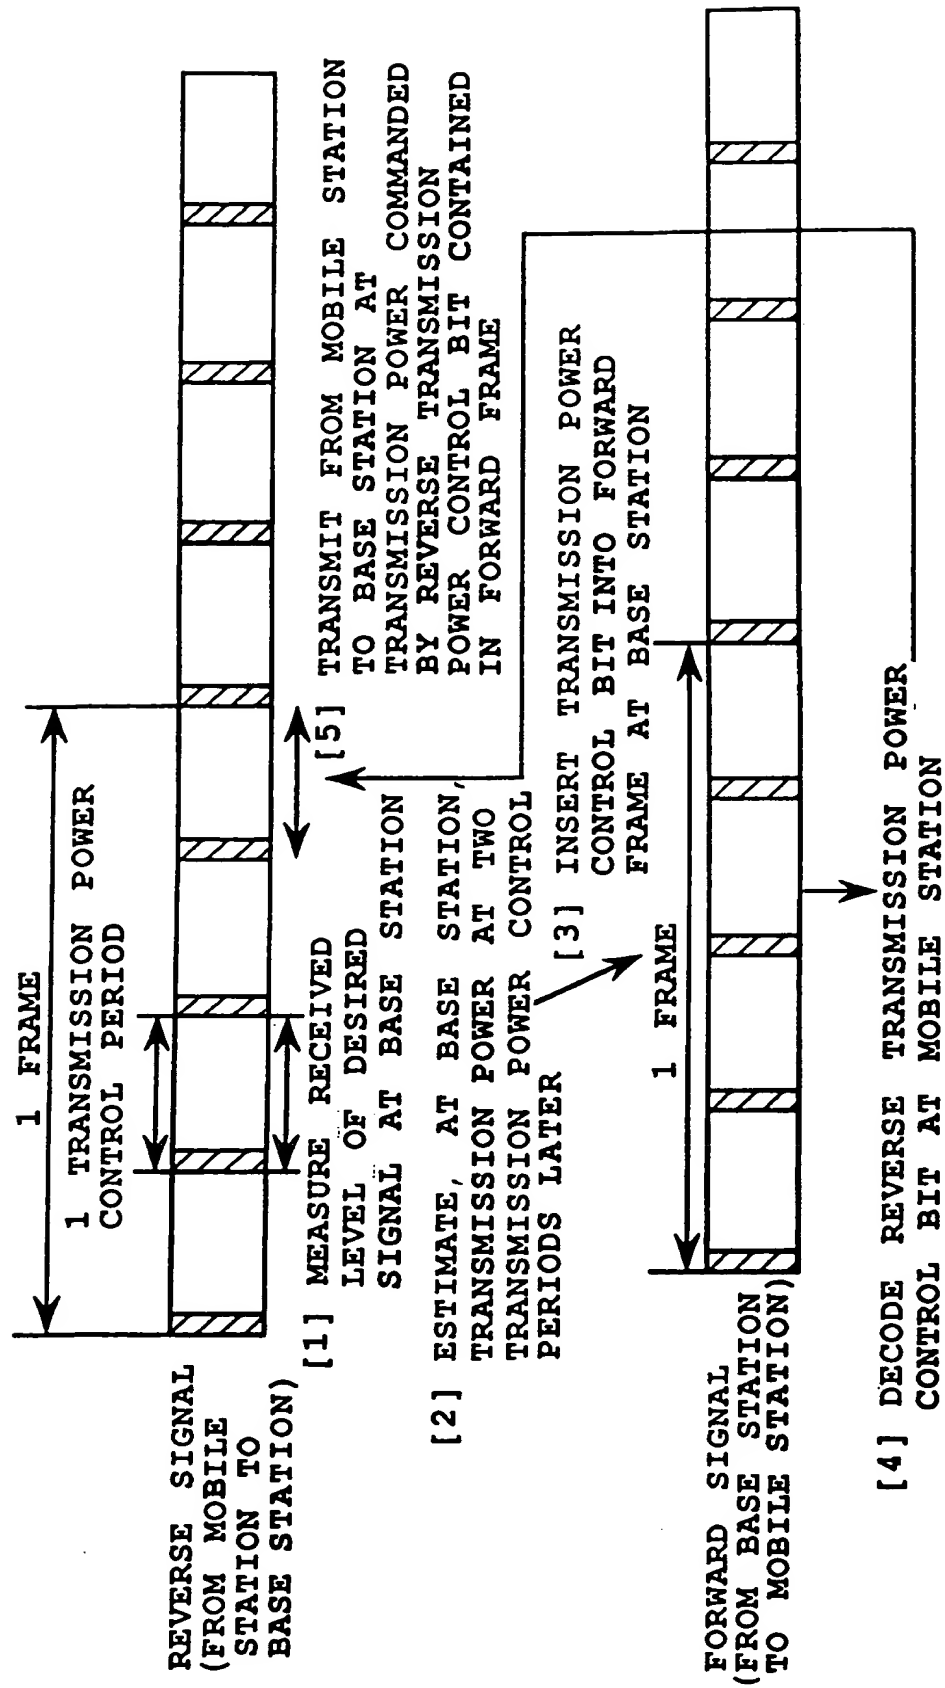 1 FRAME
1 TRANSMISSION POWER
CONTROL PERIOD
REVERSE SIGNAL
(FROM MOBILE
STATION TO
BASE STATION)
[1] MEASURE RECEIVED
LEVEL OF DESIRED
SIGNAL AT BASE STATION
[2] ESTIMATE, AT BASE STATION,
TRANSMISSION POWER AT TWO
TRANSMISSION POWER CONTROL
PERIODS LATER
[5] TRANSMIT FROM MOBILE STATION
TO BASE STATION AT
TRANSMISSION POWER COMMANDED
BY REVERSE TRANSMISSION
POWER CONTROL BIT CONTAINED
IN FORWARD FRAME
[3] INSERT TRANSMISSION POWER
CONTROL BIT INTO FORWARD
FRAME AT BASE STATION
1 FRAME
FORWARD SIGNAL
(FROM BASE STATION
TO MOBILE STATION)
[4] DECODE REVERSE TRANSMISSION POWER
CONTROL BIT AT MOBILE STATION